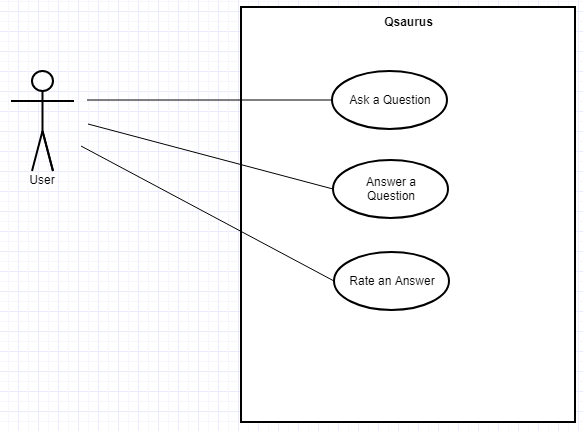 Qsaurus
Ask a Question
Answer a
Question
Rate an Answer
User